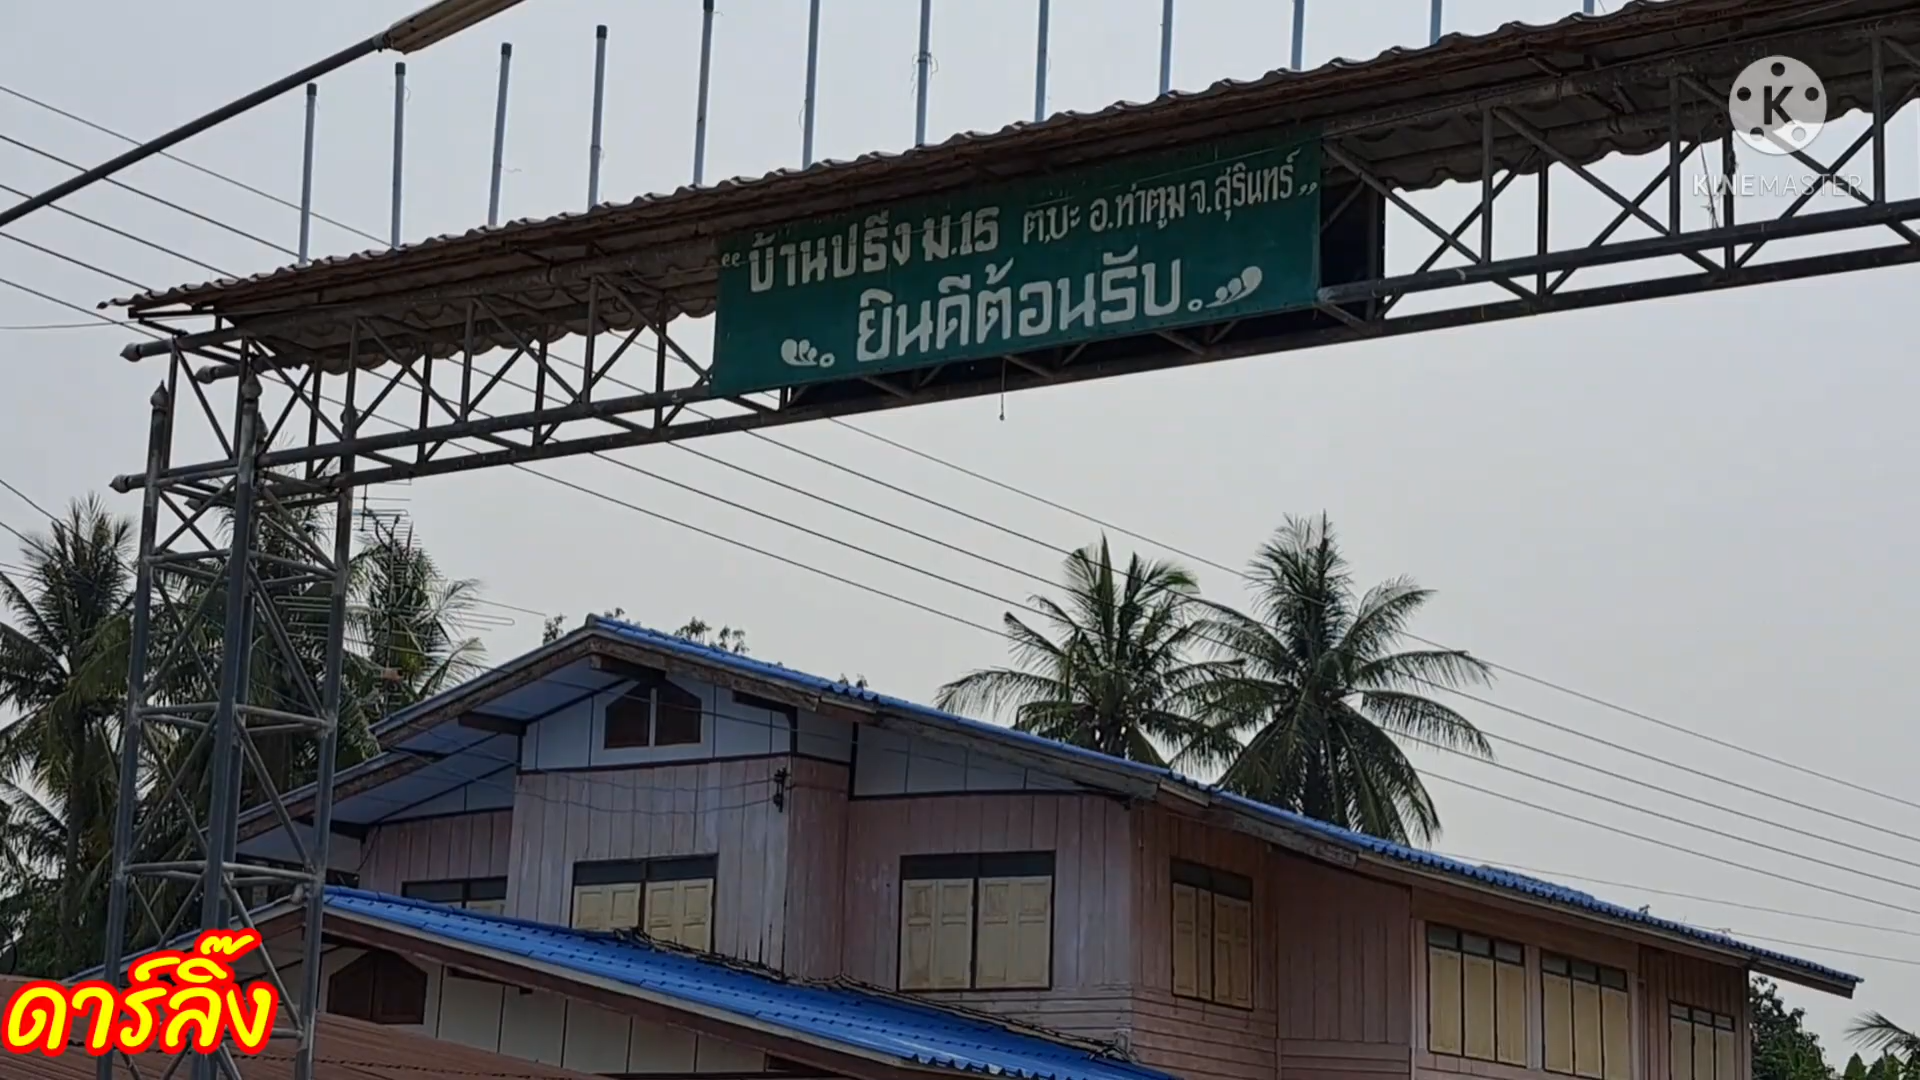 KINEMASTER
“บ้านปรีง ม.15 ต.บะ อ.ท่าตูม จ.สุรินทร์”
ยินดีต้อนรับ
ดาร์ลิ๊ง